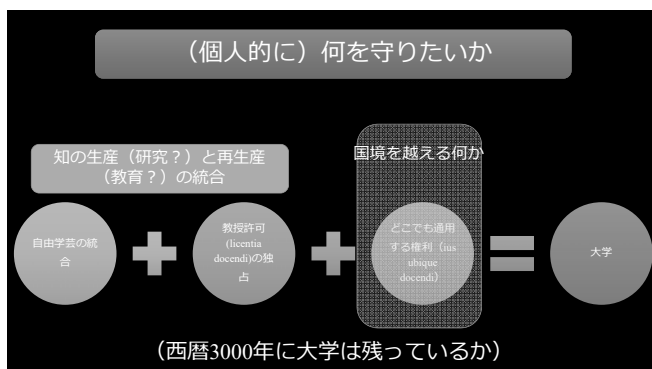 （個人的に）何を守りたいか
知の生産（研究？）と再生産
（教育？）の統合
国境を越える何か
自由学芸の統
合
教授許可
(licentia
docendi)の独
占
どこでも通用
する権利（ius
ubique
docendi）
大学
（西暦3000年に大学は残っているか）